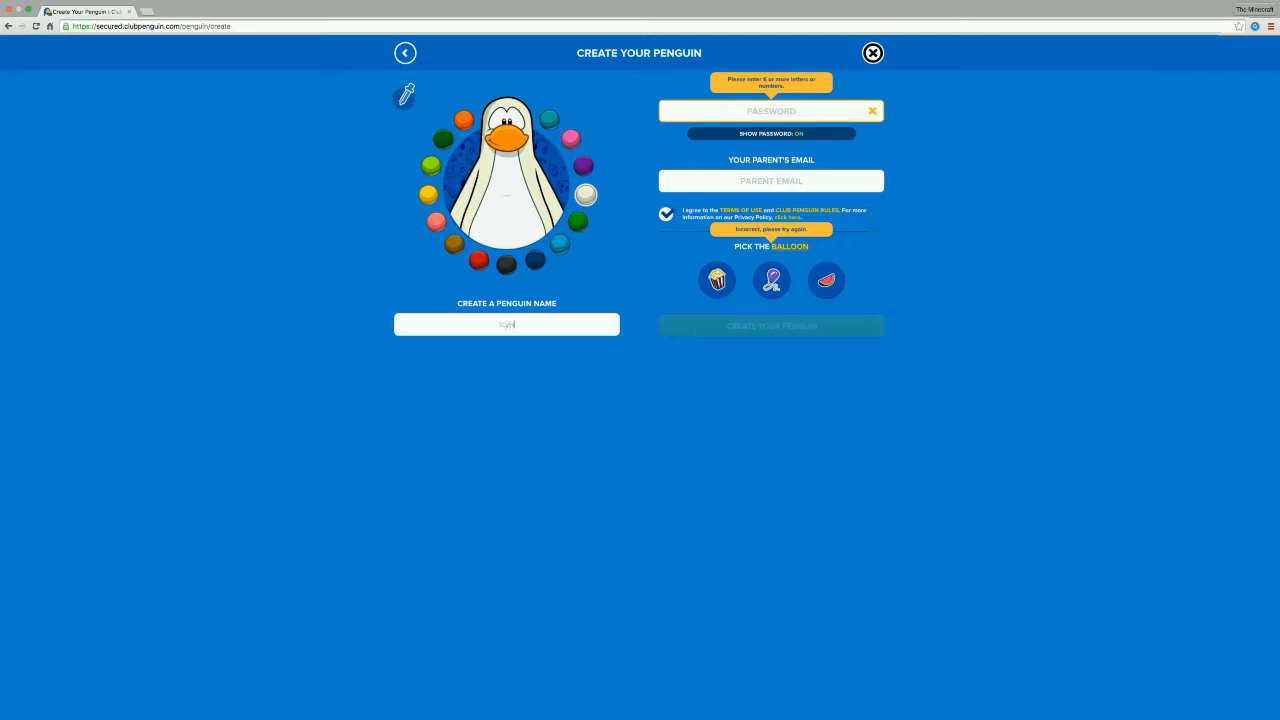 Create Your Penguin | Club
The Minecraft
https://secured.clubpenguin.com/penguin/create
CREATE YOUR PENGUIN
Please enter 6 or more letters or
numbers.
PASSWORD
SHOW PASSWORD: ON
YOUR PARENT'S EMAIL
PARENT EMAIL
I agree to the TERMS OF USE and CLUB PENGUIN RULES. For more
information on our Privacy Policy, click here.
Incorrect, please try again.
PICK THE BALLOON
CREATE A PENGUIN NAME
IcyH
CREATE YOUR PENGUIN